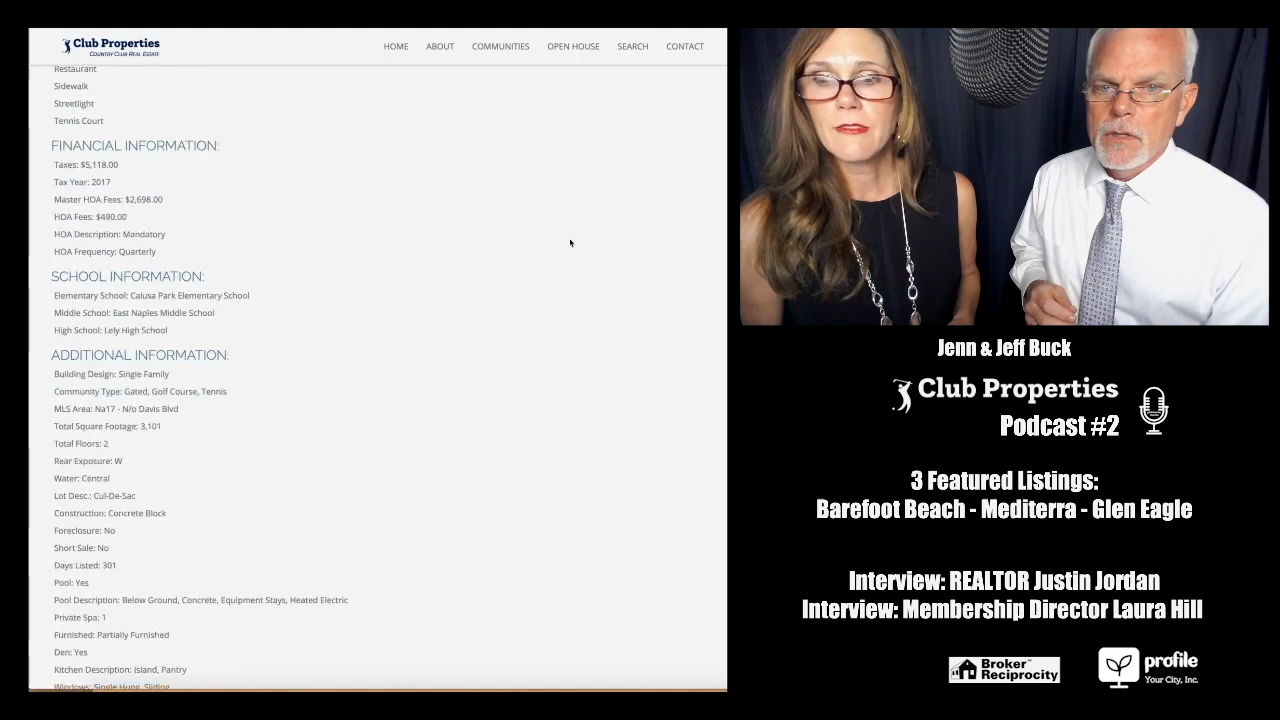 Club Properties
COUNTRY CLUB REAL ESTATE
HOME ABOUT COMMUNITIES OPEN HOUSE SEARCH CONTACT
Restaurant
Sidewalk
Streetlight
Tennis Court
FINANCIAL INFORMATION:
Taxes: $5,118.00
Tax Year: 2017
Master HOA Fees: $2,698.00
HOA Fees: $490.00
HOA Description: Mandatory
HOA Frequency: Quarterly
SCHOOL INFORMATION:
Elementary School: Calusa Park Elementary School
Middle School: East Naples Middle School
High School: Lely High School
ADDITIONAL INFORMATION:
Building Design: Single Family
Community Type: Gated, Golf Course, Tennis
MLS Area: Na17 - N/o Davis Blvd
Total Square Footage: 3,101
Total Floors: 2
Rear Exposure: W
Water: Central
Lot Desc.: Cul-De-Sac
Construction: Concrete Block
Foreclosure: No
Short Sale: No
Days Listed: 301
Pool: Yes
Pool Description: Below Ground, Concrete, Equipment Stays, Heated Electric
Private Spa: 1
Furnished: Partially Furnished
Den: Yes
Kitchen Description: Island, Pantry
Windows: Single Hung, Sliding
Jenn & Jeff Buck
Club Properties
Podcast #2
3 Featured Listings:
Barefoot Beach - Mediterra - Glen Eagle
Interview: REALTOR Justin Jordan
Interview: Membership Director Laura Hill
Broker™
Reciprocity
profile
Your City, Inc.